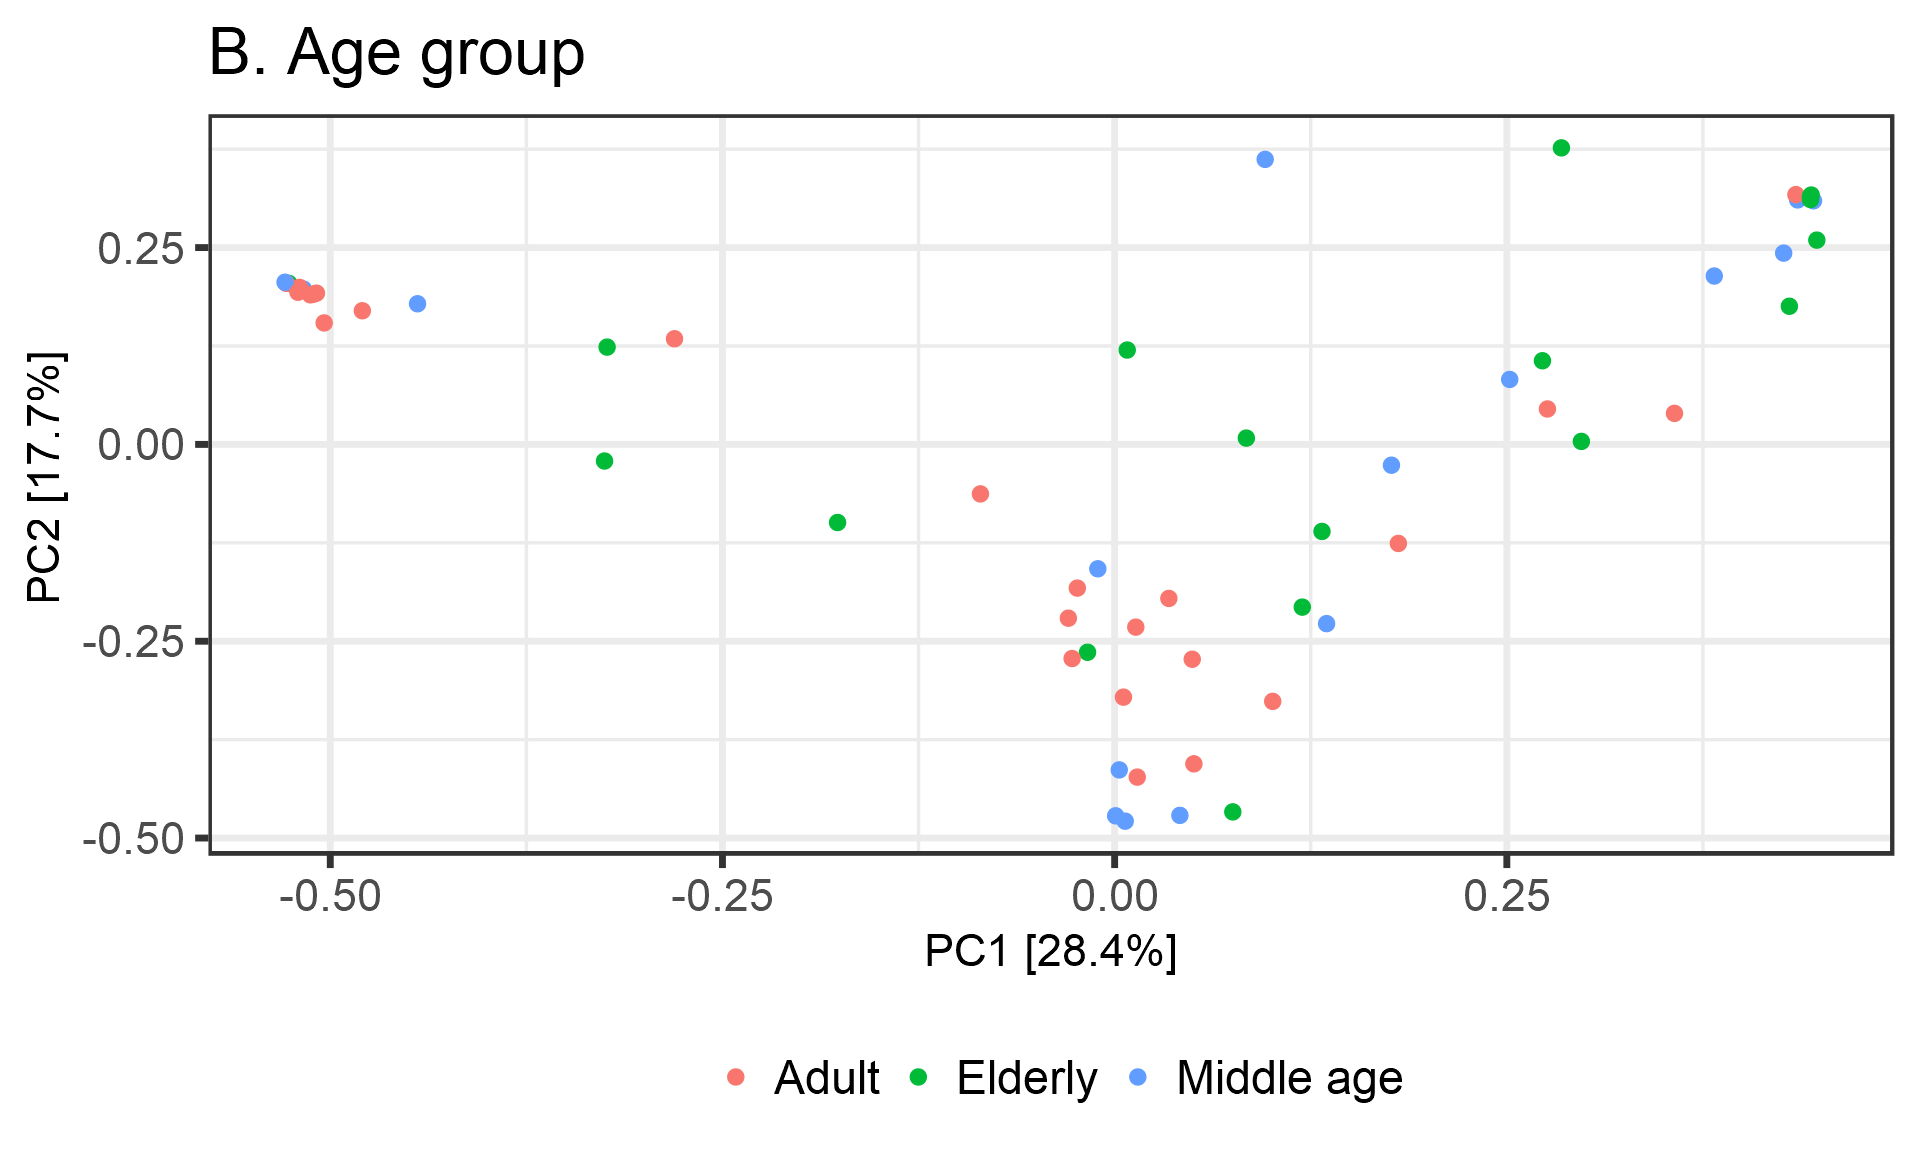 B. Age group
PC2 [17.7%]
0.25
0.00
-0.25
-0.50
-0.50 -0.25 0.00 0.25
PC1 [28.4%]
Adult Elderly Middle age